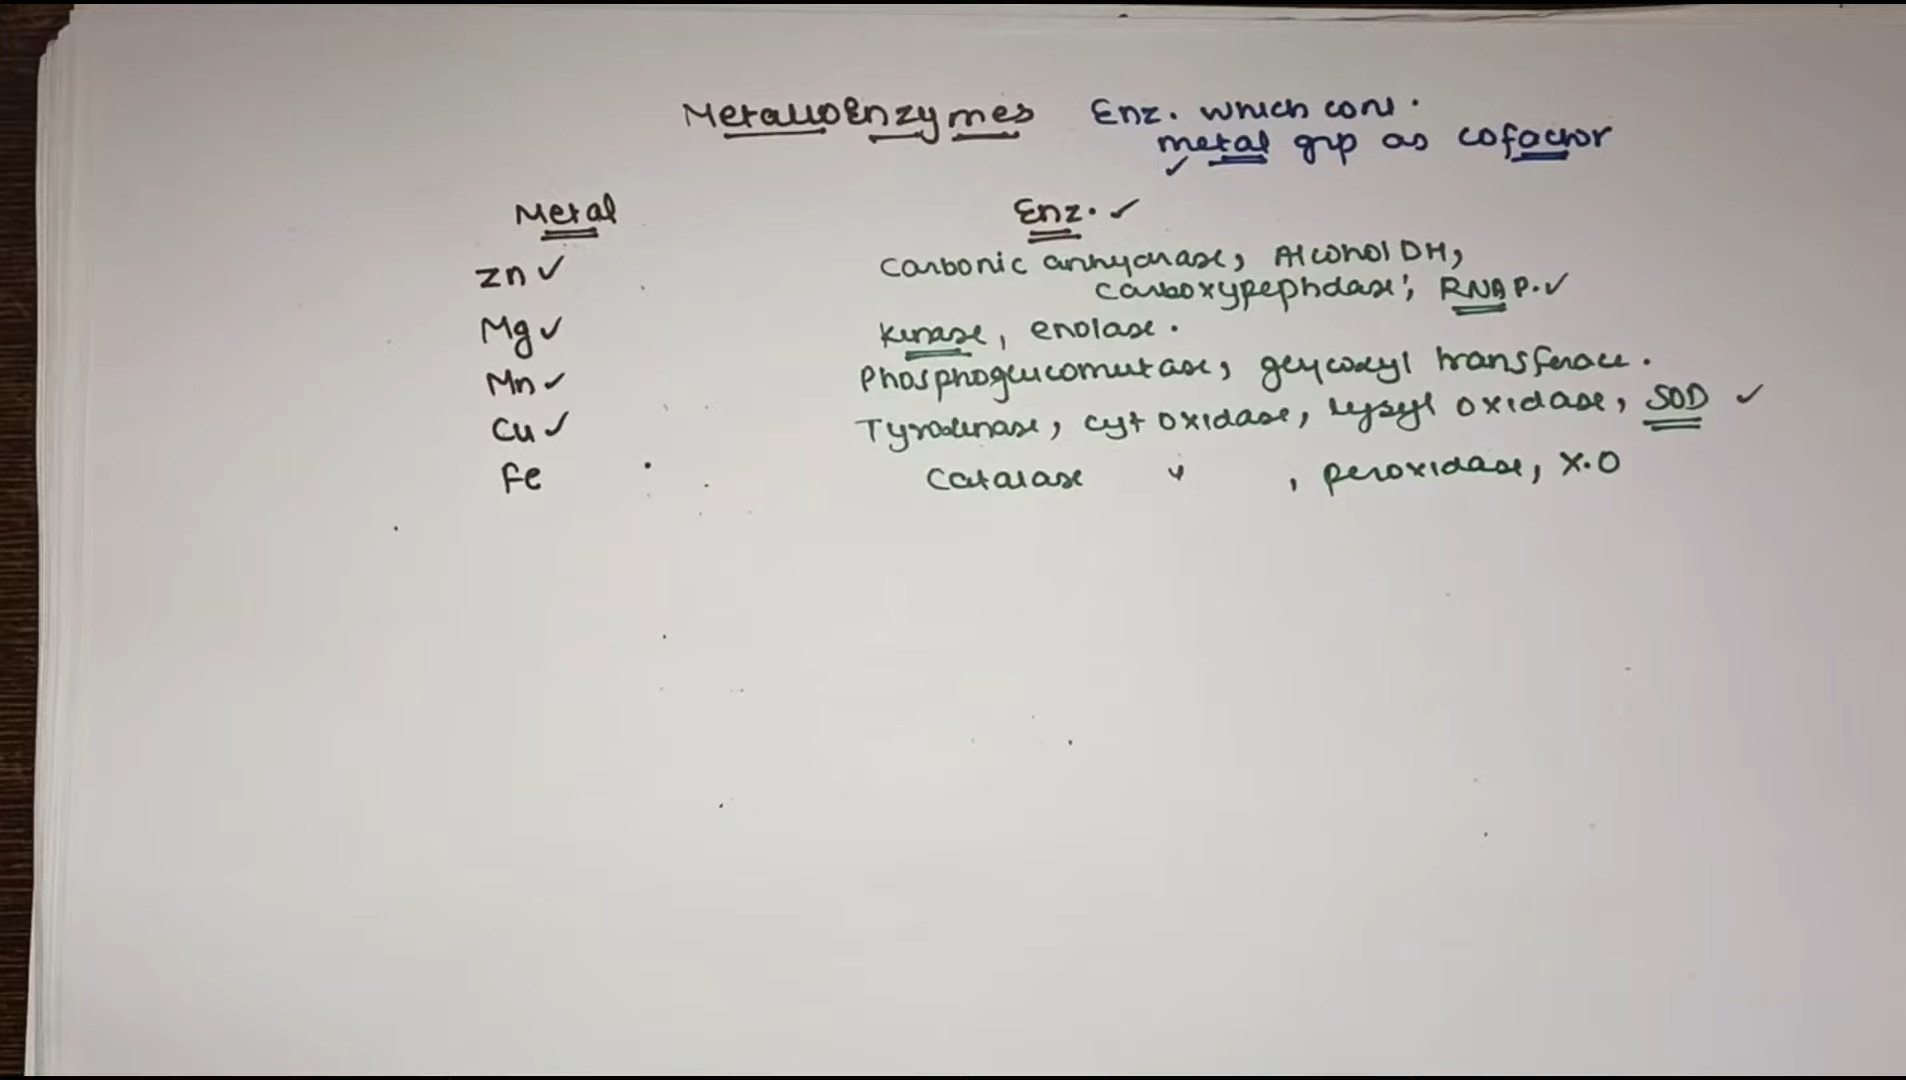 MetalloEnzymes Enz. which con.
metal grp as cofactor
Metal Enz. ✓
Zn ✓ Carbonic anhydrase, Alcohol DH,
carboxypeptidase, RNA P. ✓
Mg ✓ Kinase, enolase.
Mn ✓ Phosphoglucomutase, glycosyl transferase.
Cu ✓ Tyrosinase, cyt oxidase, lysyl oxidase, SOD ✓
Fe Catalase , peroxidase, X.O